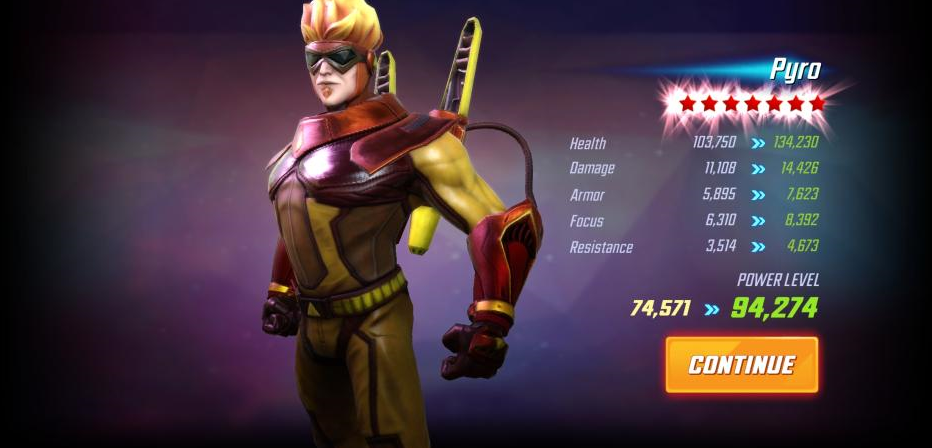 Pyro
Health 103,750 » 134,230
Damage 11,108 » 14,426
Armor 5,895 » 7,623
Focus 6,310 » 8,392
Resistance 3,514 » 4,673
POWER LEVEL
74,571 » 94,274
CONTINUE